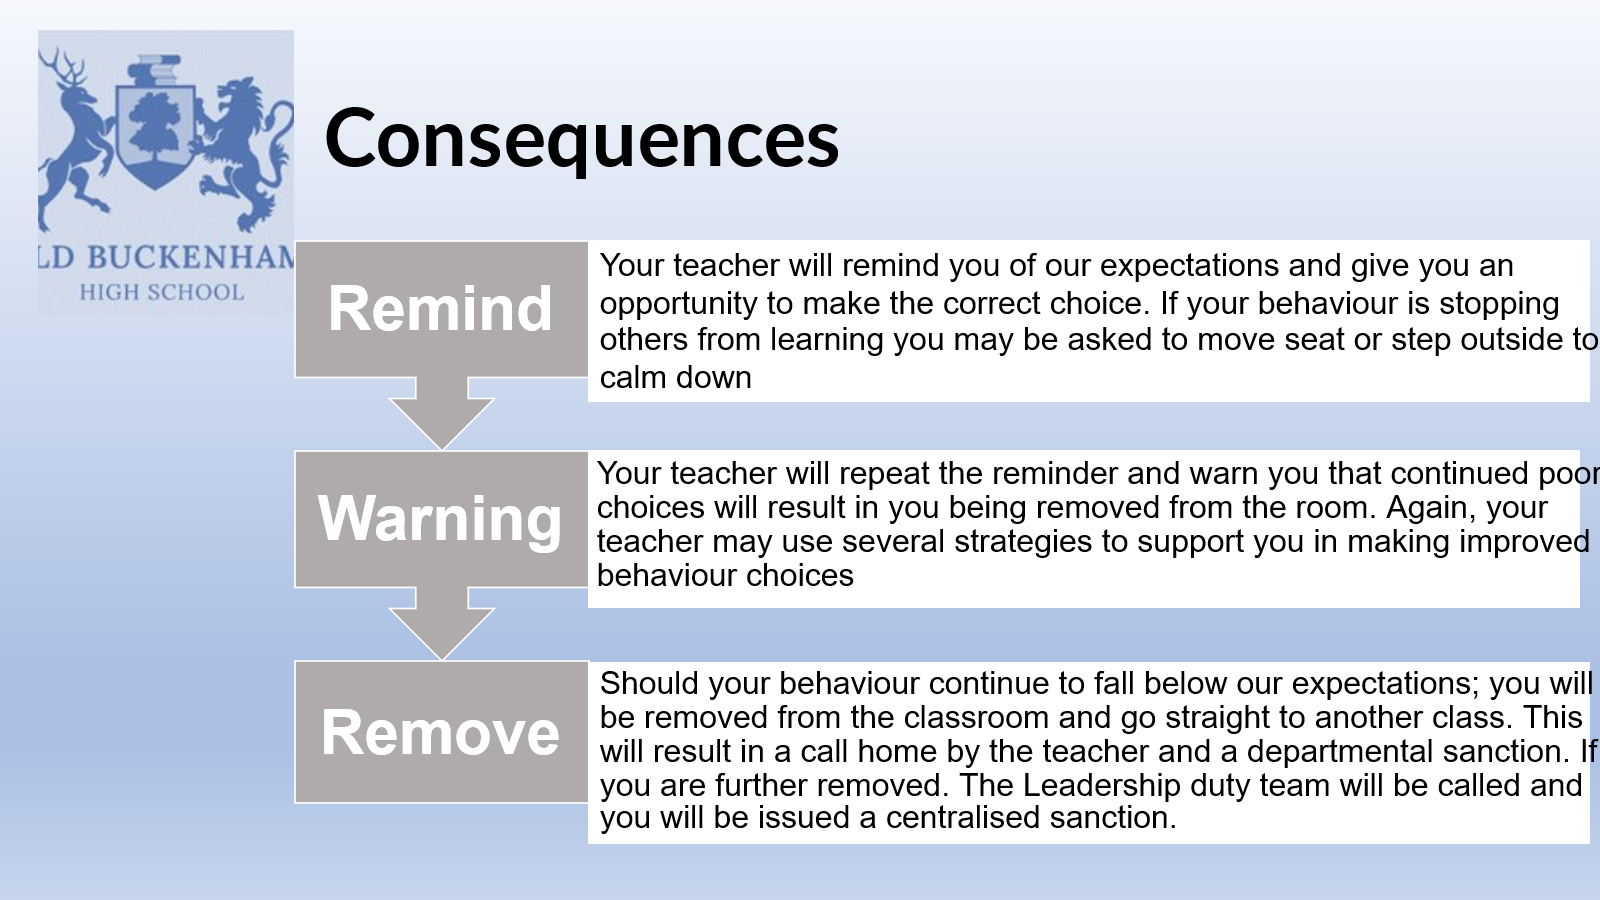 LD BUCKENHAM
HIGH SCHOOL
Consequences
Remind
Your teacher will remind you of our expectations and give you an
opportunity to make the correct choice. If your behaviour is stopping
others from learning you may be asked to move seat or step outside to
calm down
Warning
Your teacher will repeat the reminder and warn you that continued poor
choices will result in you being removed from the room. Again, your
teacher may use several strategies to support you in making improved
behaviour choices
Remove
Should your behaviour continue to fall below our expectations; you will
be removed from the classroom and go straight to another class. This
will result in a call home by the teacher and a departmental sanction. If
you are further removed. The Leadership duty team will be called and
you will be issued a centralised sanction.